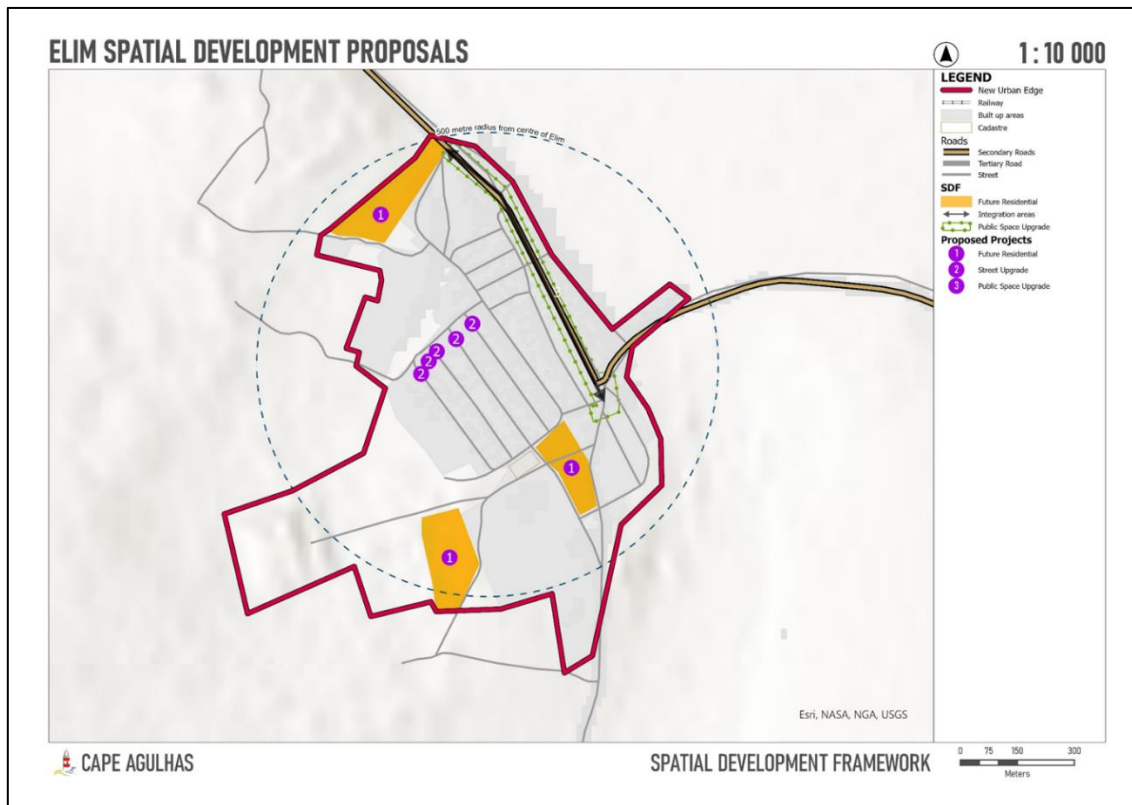 ELIM SPATIAL DEVELOPMENT PROPOSALS
1 : 10 000
500 metre radius from centre of Elim
1
2
2
2
2
2
1
1
Esri, NASA, NGA, USGS
LEGEND
New Urban Edge
Railway
Built up areas
Cadastre
Roads
Secondary Roads
Tertiary Road
Street
SDF
Future Residential
Integration areas
Public Space Upgrade
Proposed Projects
1 Future Residential
2 Street Upgrade
3 Public Space Upgrade
CAPE AGULHAS
SPATIAL DEVELOPMENT FRAMEWORK
0 75 150 300
Meters